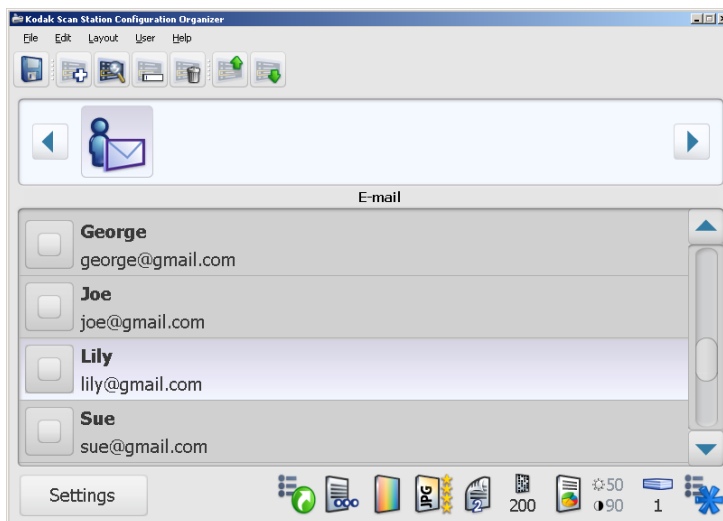 Kodak Scan Station Configuration Organizer
File Edit Layout User Help
E-mail
George
george@gmail.com
Joe
joe@gmail.com
Lily
lily@gmail.com
Sue
sue@gmail.com
Settings
JPG
2
200
50
90
1